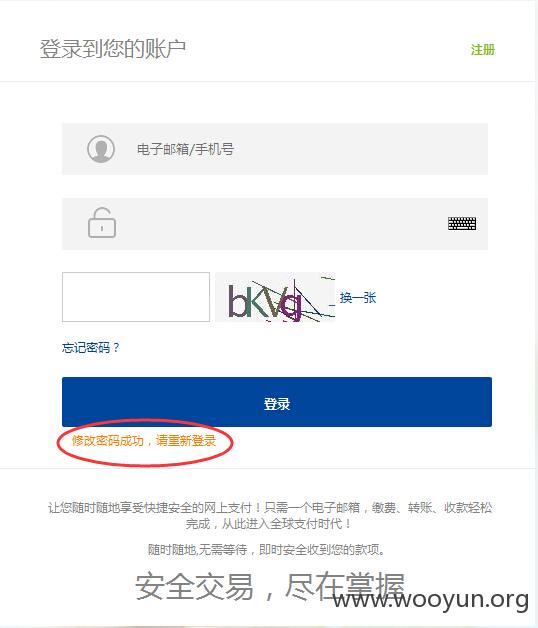 登录到您的账户
注册
电子邮箱/手机号
bKVg
换一张
忘记密码？
登录
修改密码成功，请重新登录
让您随时随地享受快捷安全的网上支付！只需一个电子邮箱，缴费、转账、收款轻松
完成，从此进入全球支付时代！
随时随地,无需等待，即时安全收到您的款项。
安全交易，尽在掌握
www.wooyun.org